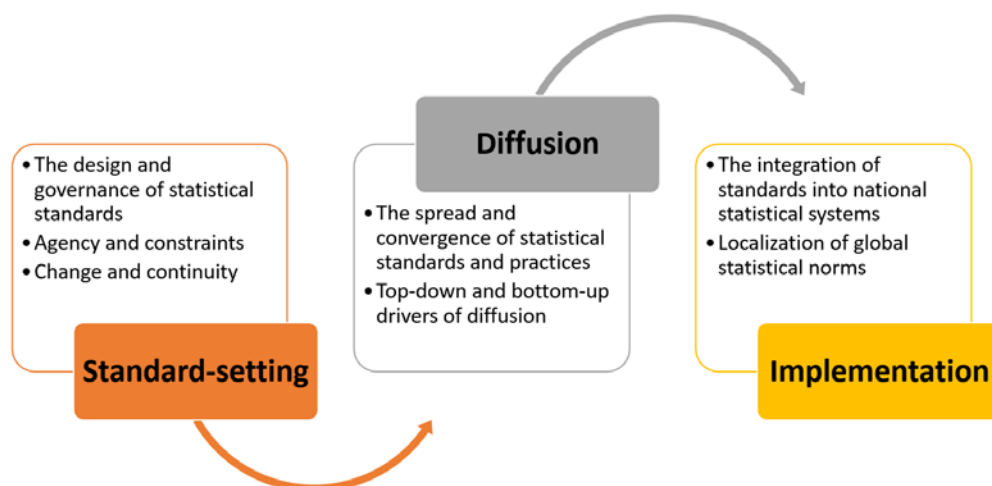 • The design and
governance of statistical
standards
• Agency and constraints
• Change and continuity
Standard-setting
Diffusion
• The spread and
convergence of statistical
standards and practices
• Top-down and bottom-up
drivers of diffusion
• The integration of
standards into national
statistical systems
• Localization of global
statistical norms
Implementation